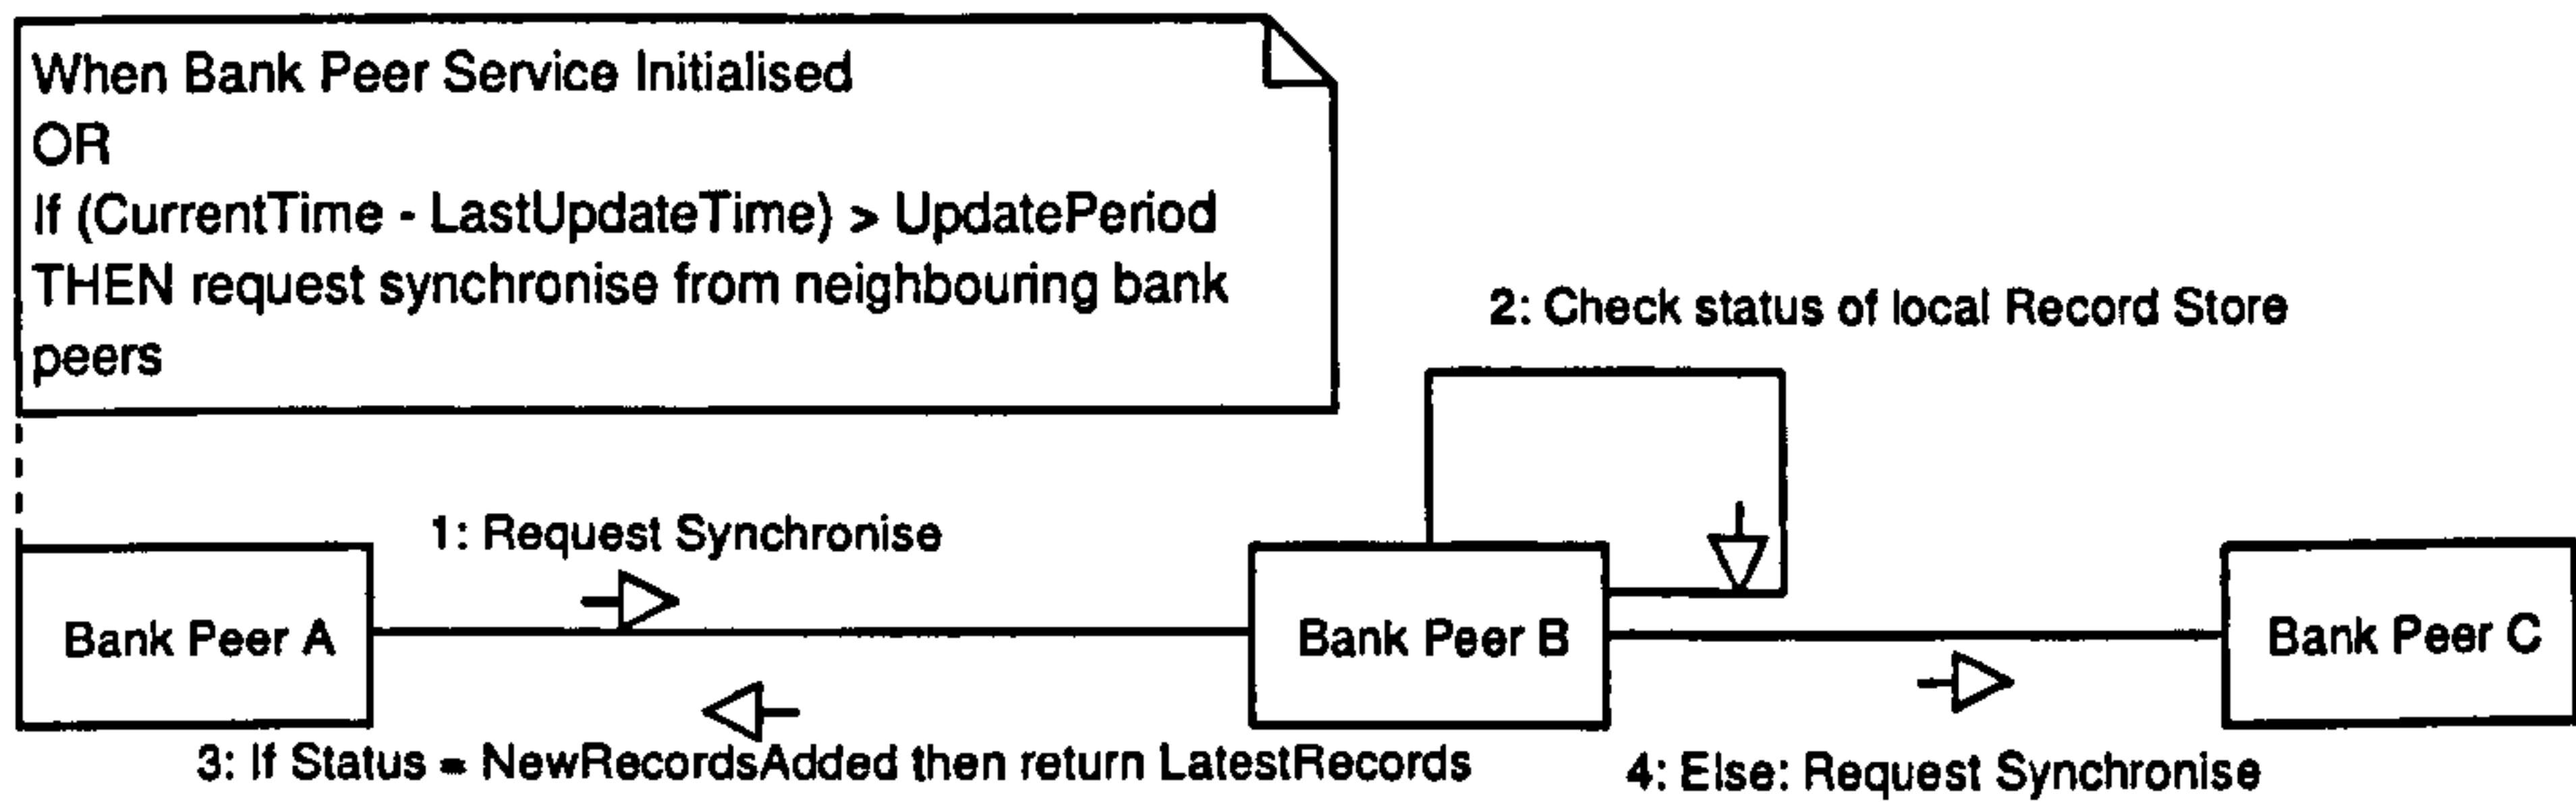 When Bank Peer Service Initialised
OR
If (CurrentTime - LastUpdateTime) > UpdatePeriod
THEN request synchronise from neighbouring bank
peers
2: Check status of local Record Store
1: Request Synchronise
Bank Peer A
Bank Peer B
Bank Peer C
3: If Status = NewRecordsAdded then return LatestRecords
4: Else: Request Synchronise